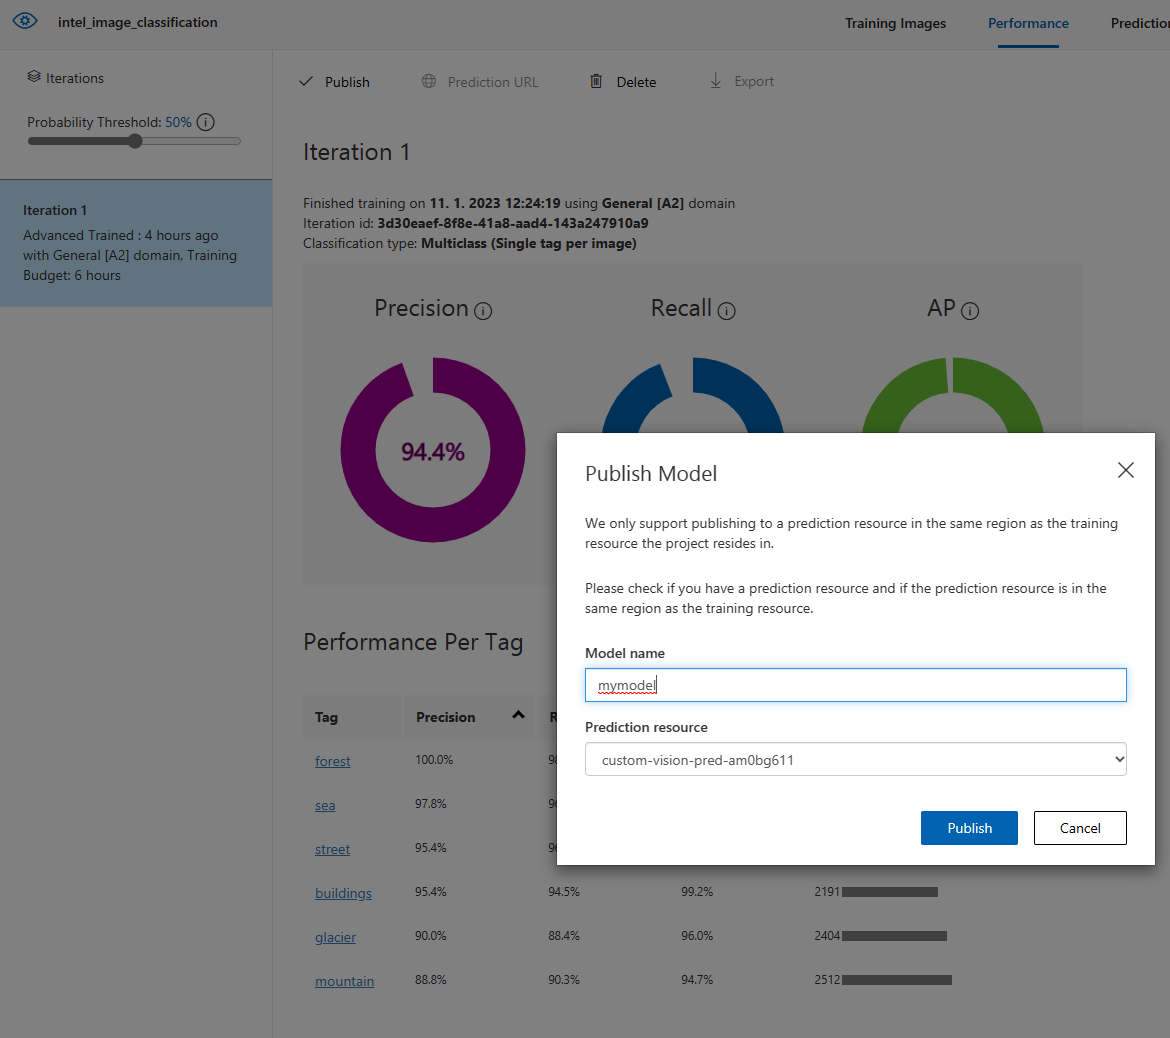 intel_image_classification
Training Images
Performance
Iterations
Probability Threshold: 50%
Iteration 1
Advanced Trained : 4 hours ago
with General [A2] domain, Training
Budget: 6 hours
Publish
Prediction URL
Delete
Export
Iteration 1
Finished training on 11. 1. 2023 12:24:19 using General [A2] domain
Iteration id: 3d30eaef-8f8e-41a8-aad4-143a247910a9
Classification type: Multiclass (Single tag per image)
Precision
Recall
AP
94.4%
Publish Model
We only support publishing to a prediction resource in the same region as the training
resource the project resides in.
Please check if you have a prediction resource and if the prediction resource is in the
same region as the training resource.
Model name
mymodel
Prediction resource
custom-vision-pred-am0bg611
Publish
Cancel
Performance Per Tag
Tag Precision
forest 100.0%
sea 97.8%
street 95.4%
buildings 95.4% 94.5% 99.2% 2191
glacier 90.0% 88.4% 96.0% 2404
mountain 88.8% 90.3% 94.7% 2512